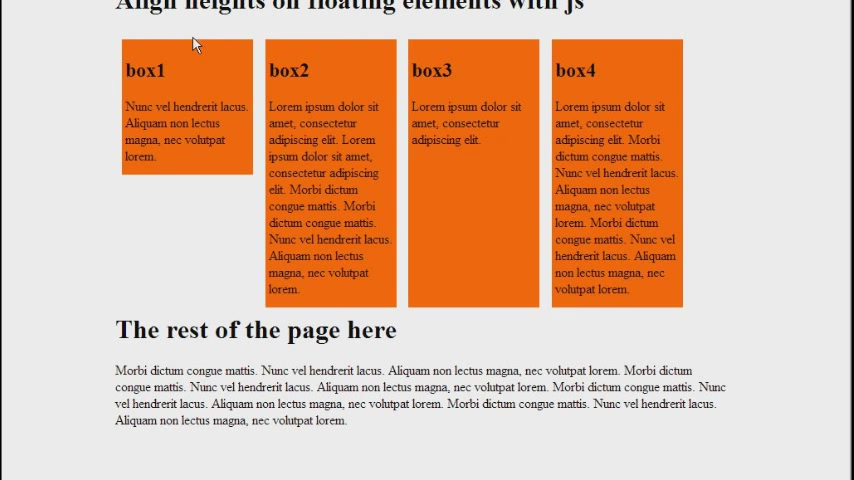 Align heights on floating elements with js
box1
Nunc vel hendrerit lacus.
Aliquam non lectus
magna, nec volutpat
lorem.
box2
Lorem ipsum dolor sit
amet, consectetur
adipiscing elit. Lorem
ipsum dolor sit amet,
consectetur adipiscing
elit. Morbi dictum
congue mattis. Morbi
dictum congue mattis.
Nunc vel hendrerit lacus.
Aliquam non lectus
magna, nec volutpat
lorem.
box3
Lorem ipsum dolor sit
amet, consectetur
adipiscing elit.
box4
Lorem ipsum dolor sit
amet, consectetur
adipiscing elit. Morbi
dictum congue mattis.
Nunc vel hendrerit lacus.
Aliquam non lectus
magna, nec volutpat
lorem. Morbi dictum
congue mattis. Nunc vel
hendrerit lacus. Aliquam
non lectus magna, nec
volutpat lorem.
The rest of the page here
Morbi dictum congue mattis. Nunc vel hendrerit lacus. Aliquam non lectus magna, nec volutpat lorem. Morbi dictum
congue mattis. Nunc vel hendrerit lacus. Aliquam non lectus magna, nec volutpat lorem. Morbi dictum congue mattis. Nunc
vel hendrerit lacus. Aliquam non lectus magna, nec volutpat lorem. Morbi dictum congue mattis. Nunc vel hendrerit lacus.
Aliquam non lectus magna, nec volutpat lorem.